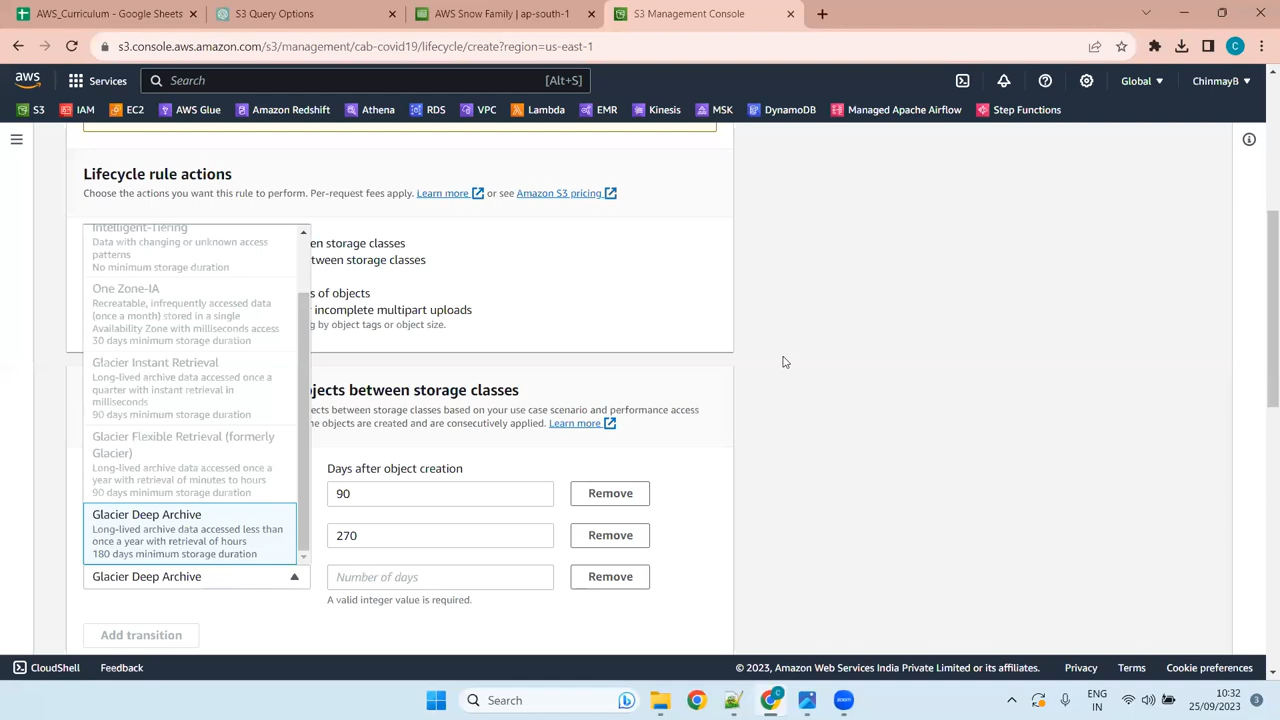 AWS_Curriculum - Google Sheets
S3 Query Options
AWS Snow Family | ap-south-1
S3 Management Console
s3.console.aws.amazon.com/s3/management/cab-covid19/lifecycle/create?region=us-east-1
aws
Services
Search
[Alt+S]
Global
ChinmayB
S3
IAM
EC2
AWS Glue
Amazon Redshift
Athena
RDS
VPC
Lambda
EMR
Kinesis
MSK
DynamoDB
Managed Apache Airflow
Step Functions
Lifecycle rule actions
Choose the actions you want this rule to perform. Per-request fees apply. Learn more or see Amazon S3 pricing
Intelligent-Tiering
Data with changing or unknown access
patterns
No minimum storage duration
One Zone-IA
Recreatable, infrequently accessed data
(once a month) stored in a single
Availability Zone with milliseconds access
30 days minimum storage duration
Glacier Instant Retrieval
Long-lived archive data accessed once a
quarter with instant retrieval in
milliseconds
90 days minimum storage duration
Glacier Flexible Retrieval (formerly
Glacier)
Long-lived archive data accessed once a
year with retrieval of minutes to hours
90 days minimum storage duration
Glacier Deep Archive
Long-lived archive data accessed less than
once a year with retrieval of hours
180 days minimum storage duration
Glacier Deep Archive
en storage classes
etween storage classes
s of objects
incomplete multipart uploads
ng by object tags or object size.
bjects between storage classes
jects between storage classes based on your use case scenario and performance access
he objects are created and are consecutively applied. Learn more
Days after object creation
90
Remove
270
Remove
Number of days
Remove
A valid integer value is required.
Add transition
CloudShell
Feedback
© 2023, Amazon Web Services India Private Limited or its affiliates.
Privacy
Terms
Cookie preferences
Search
ENG
IN
10:32
25/09/2023
3